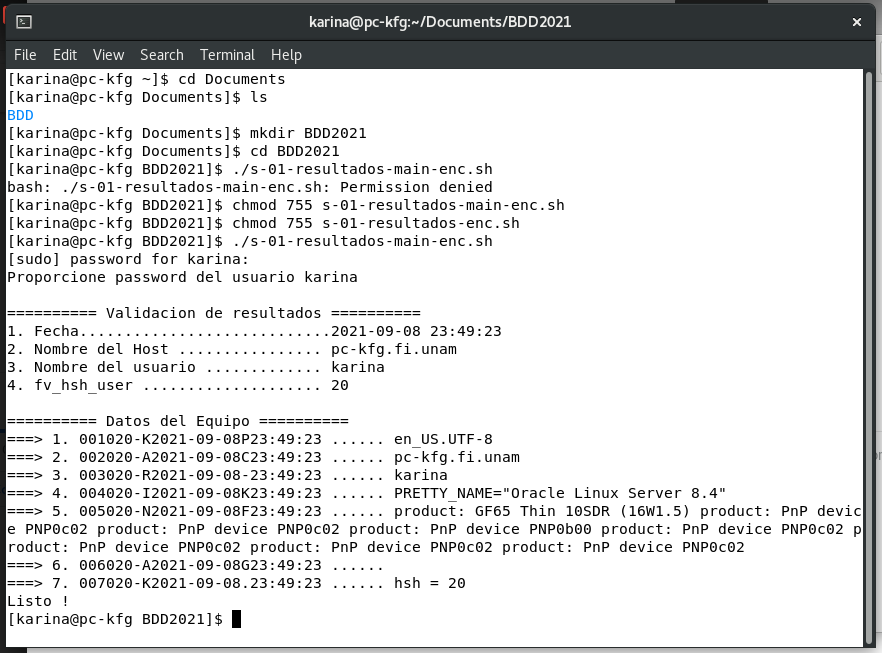 karina@pc-kfg:~/Documents/BDD2021
File Edit View Search Terminal Help
[karina@pc-kfg ~]$ cd Documents
[karina@pc-kfg Documents]$ ls
BDD
[karina@pc-kfg Documents]$ mkdir BDD2021
[karina@pc-kfg Documents]$ cd BDD2021
[karina@pc-kfg BDD2021]$ ./s-01-resultados-main-enc.sh
bash: ./s-01-resultados-main-enc.sh: Permission denied
[karina@pc-kfg BDD2021]$ chmod 755 s-01-resultados-main-enc.sh
[karina@pc-kfg BDD2021]$ chmod 755 s-01-resultados-enc.sh
[karina@pc-kfg BDD2021]$ ./s-01-resultados-main-enc.sh
[sudo] password for karina:
Proporcione password del usuario karina
========== Validacion de resultados ==========
1. Fecha............................2021-09-08 23:49:23
2. Nombre del Host ................ pc-kfg.fi.unam
3. Nombre del usuario ............. karina
4. fv_hsh_user .................... 20
========== Datos del Equipo ==========
===> 1. 001020-K2021-09-08P23:49:23 ...... en_US.UTF-8
===> 2. 002020-A2021-09-08C23:49:23 ...... pc-kfg.fi.unam
===> 3. 003020-R2021-09-08-23:49:23 ...... karina
===> 4. 004020-I2021-09-08K23:49:23 ...... PRETTY_NAME="Oracle Linux Server 8.4"
===> 5. 005020-N2021-09-08F23:49:23 ...... product: GF65 Thin 10SDR (16W1.5) product: PnP devic
e PNP0c02 product: PnP device PNP0c02 product: PnP device PNP0b00 product: PnP device PNP0c02 p
roduct: PnP device PNP0c02 product: PnP device PNP0c02 product: PnP device PNP0c02
===> 6. 006020-A2021-09-08G23:49:23 ......
===> 7. 007020-K2021-09-08.23:49:23 ...... hsh = 20
Listo !
[karina@pc-kfg BDD2021]$